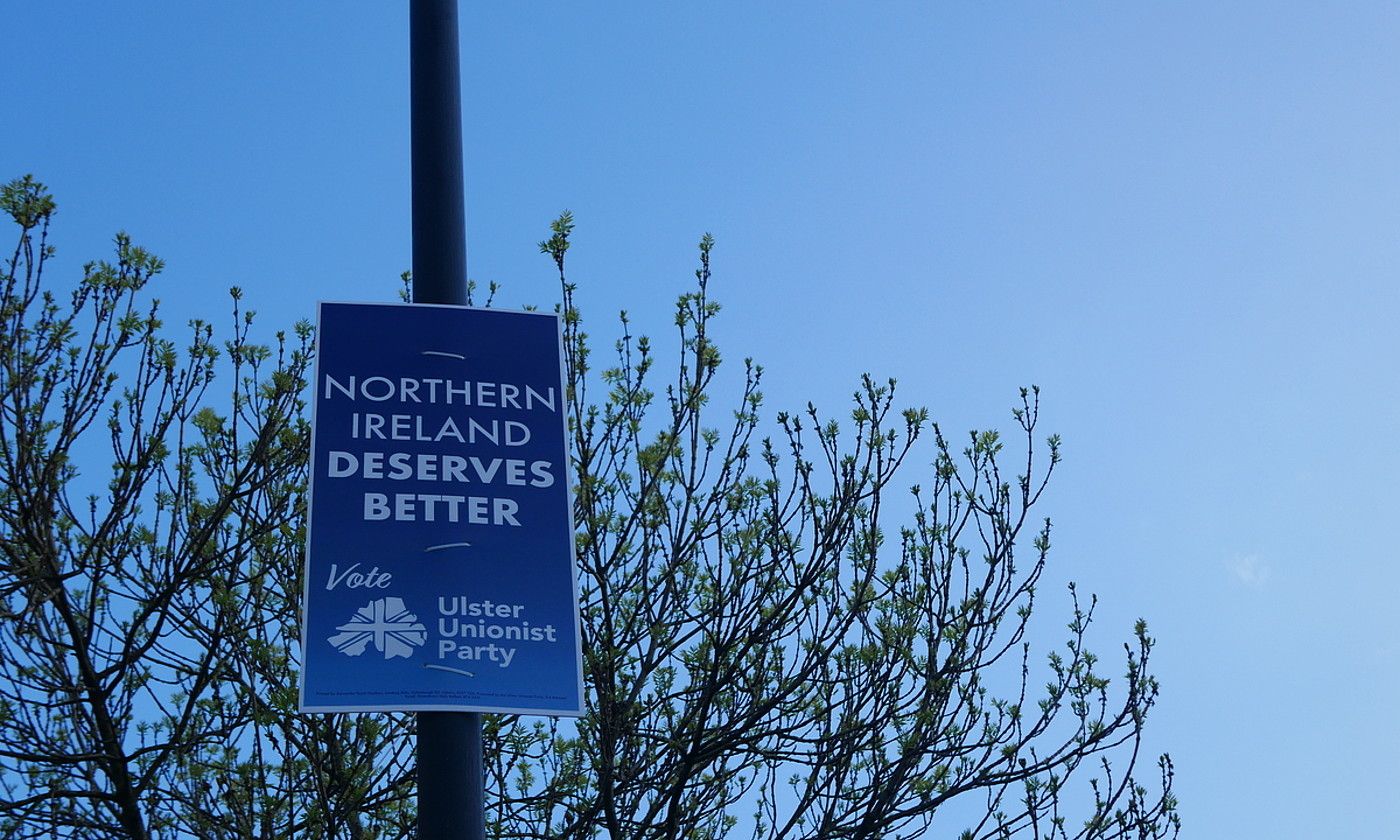 NORTHERN
IRELAND
DESERVES
BETTER
Vote
Ulster
Unionist
Party